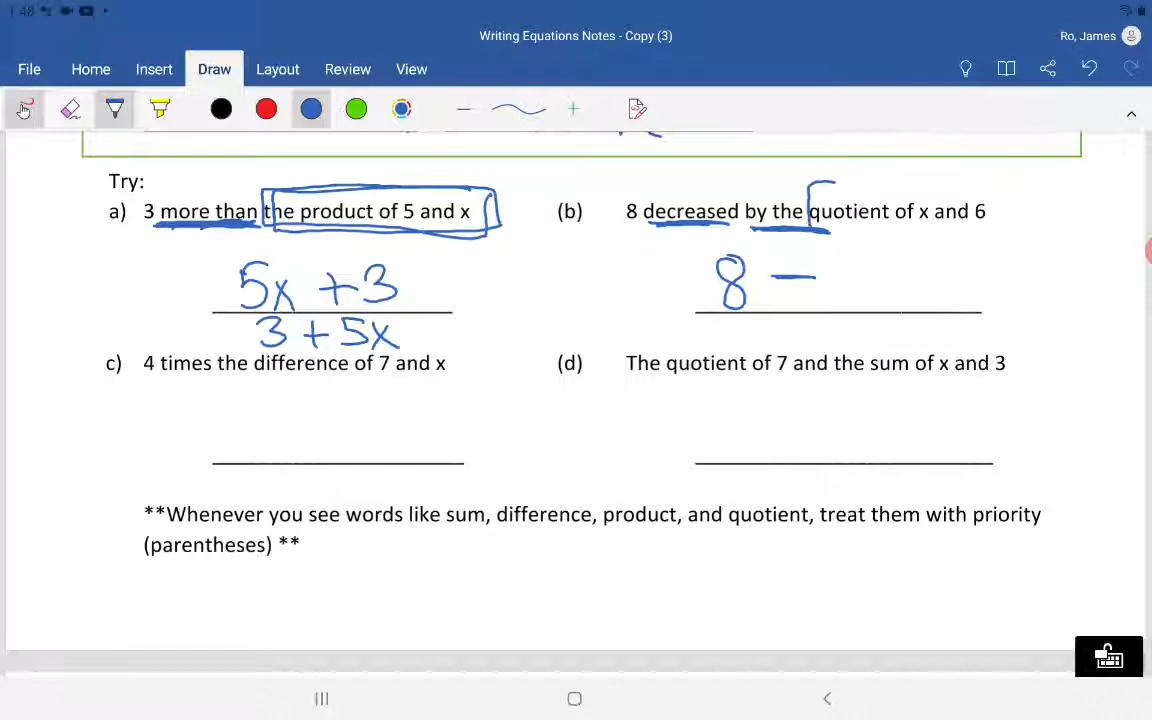 1:48
Writing Equations Notes - Copy (3)
Ro, James
File Home Insert Draw Layout Review View
Try:
a) 3 more than the product of 5 and x
(b) 8 decreased by the quotient of x and 6
5x + 3
8 −
3 + 5x
c) 4 times the difference of 7 and x
(d) The quotient of 7 and the sum of x and 3
**Whenever you see words like sum, difference, product, and quotient, treat them with priority
(parentheses) **